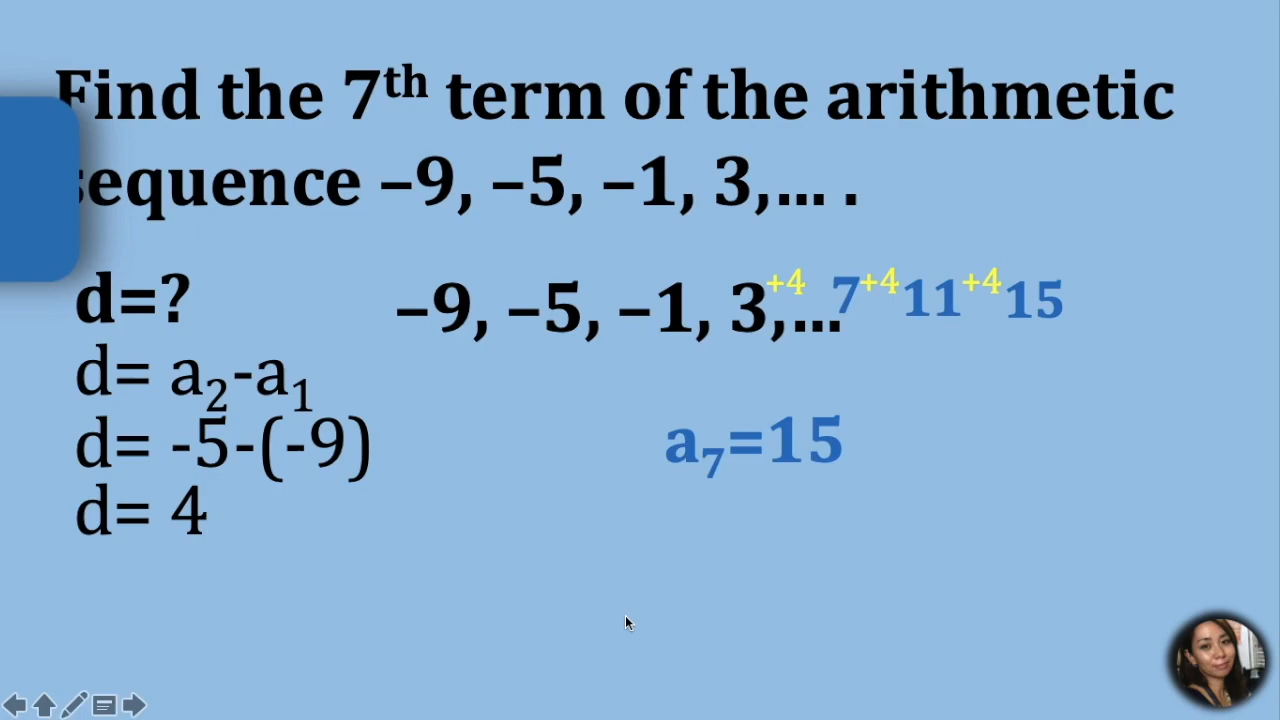 Find the 7th term of the arithmetic
sequence –9, –5, –1, 3,... .
d=?
–9, –5, –1, 3,... +4 7 +4 11 +4 15
d= a₂-a₁
d= -5-(-9)
a₇=15
d= 4